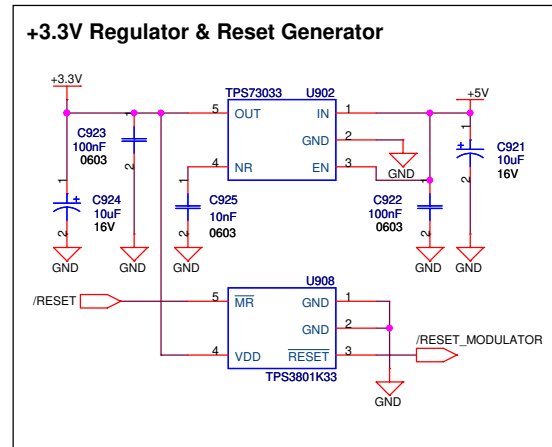 +3.3V Regulator & Reset Generator
+3.3V
TPS73033
U902
+5V
5
OUT
IN
1
GND
2
4
NR
EN
3
GND
1
C923
100nF
0603
2
1
C924
10uF
16V
2
1
C925
10nF
0603
2
1
C922
100nF
0603
2
1
C921
10uF
16V
2
GND
GND
GND
GND
GND
U908
/RESET
5
MR
GND
1
GND
2
4
VDD
RESET
3
/RESET_MODULATOR
TPS3801K33
GND